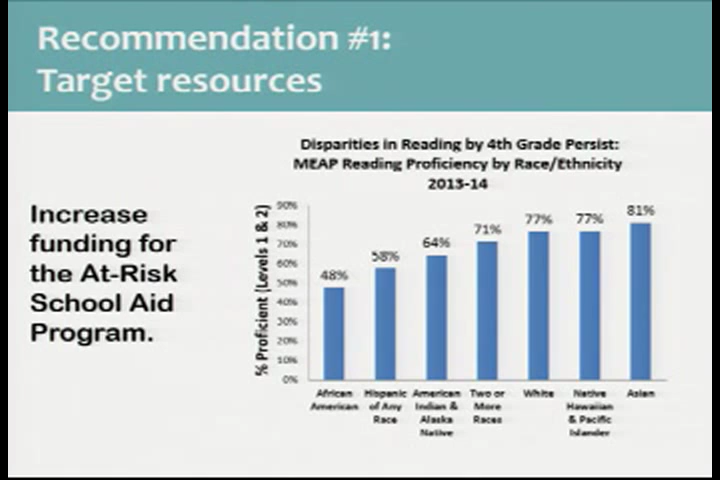 Recommendation #1:
Target resources
Increase
funding for
the At-Risk
School Aid
Program.
Disparities in Reading by 4th Grade Persist:
MEAP Reading Proficiency by Race/Ethnicity
2013-14
% Proficient (Levels 1 & 2)
90%
80%
70%
60%
50%
40%
30%
20%
10%
0%
48%
58%
64%
71%
77%
77%
81%
African
American
Hispanic
of Any
Race
American
Indian &
Alaska
Native
Two or
More
Races
White
Native
Hawaiian
& Pacific
Islander
Asian